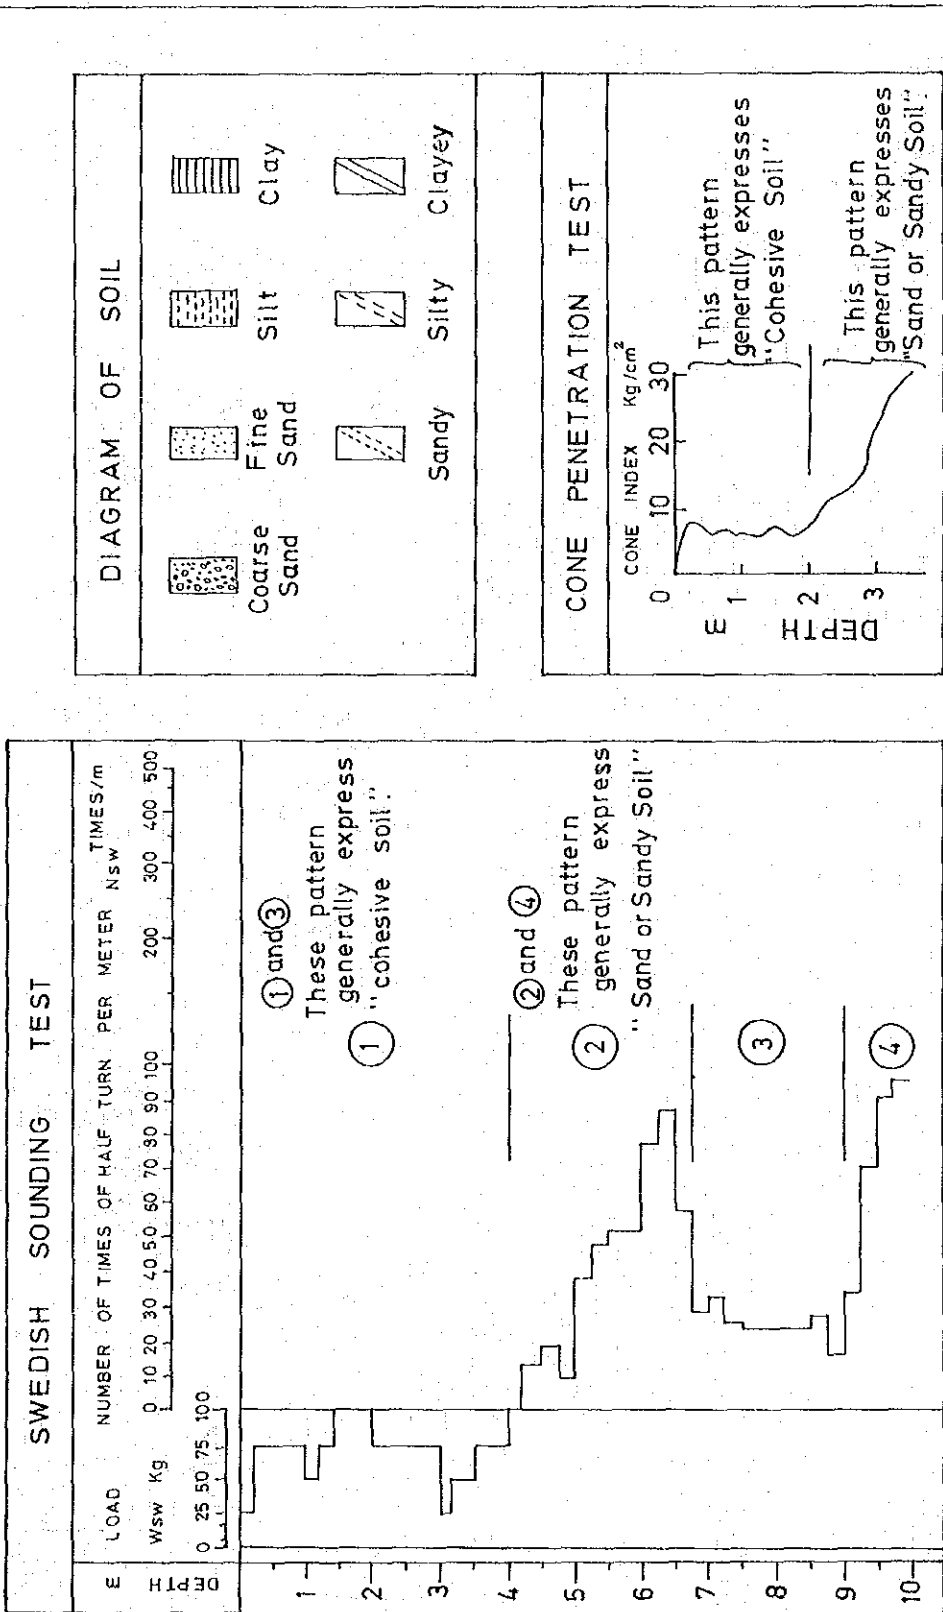 SWEDISH SOUNDING TEST
DEPTH m
LOAD
Wsw Kg
0 25 50 75 100
NUMBER OF TIMES OF HALF TURN PER METER Nsw TIMES/m
0 10 20 30 40 50 60 70 80 90 100 200 300 400 500
1
2
3
4
5
6
7
8
9
10
① and ③
These pattern
generally express
"cohesive soil".
①
② and ④
These pattern
generally express
"Sand or Sandy Soil"
②
③
④
DIAGRAM OF SOIL
Coarse
Sand
Fine
Sand
Silt
Clay
Sandy
Silty
Clayey
CONE PENETRATION TEST
CONE INDEX Kg/cm²
0 10 20 30
m
DEPTH
1
2
3
This pattern
generally expresses
"Cohesive Soil"
This pattern
generally expresses
"Sand or Sandy Soil".